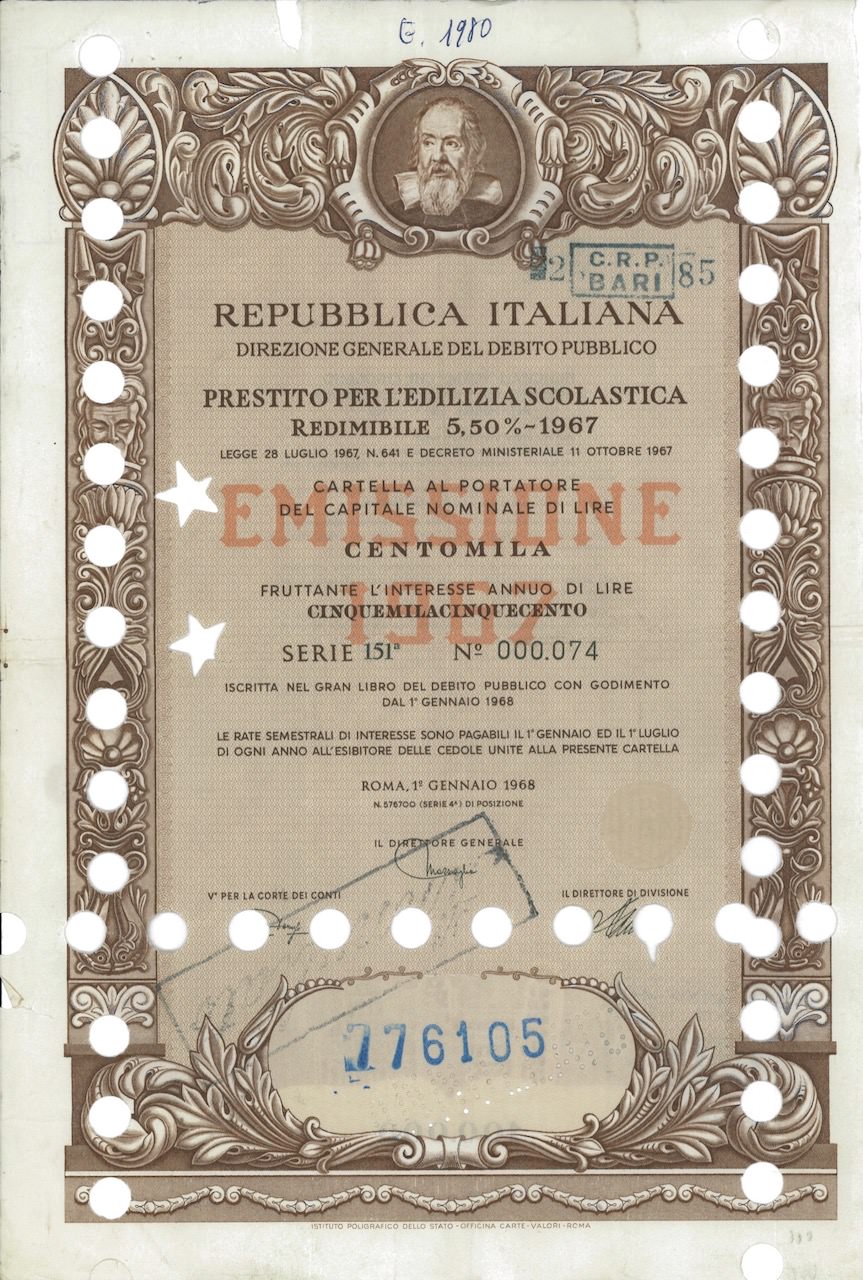 G. 1980
2 C.R.P. BARI 85
REPUBBLICA ITALIANA
DIREZIONE GENERALE DEL DEBITO PUBBLICO
PRESTITO PER L'EDILIZIA SCOLASTICA
REDIMIBILE 5,50%-1967
LEGGE 28 LUGLIO 1967, N. 641 E DECRETO MINISTERIALE 11 OTTOBRE 1967
EMISSIONE
1967
CARTELLA AL PORTATORE
DEL CAPITALE NOMINALE DI LIRE
CENTOMILA
FRUTTANTE L'INTERESSE ANNUO DI LIRE
CINQUEMILACINQUECENTO
SERIE 151ª Nº 000.074
ISCRITTA NEL GRAN LIBRO DEL DEBITO PUBBLICO CON GODIMENTO
DAL 1º GENNAIO 1968
LE RATE SEMESTRALI DI INTERESSE SONO PAGABILI IL 1º GENNAIO ED IL 1º LUGLIO
DI OGNI ANNO ALL'ESIBITORE DELLE CEDOLE UNITE ALLA PRESENTE CARTELLA
ROMA, 1º GENNAIO 1968
N. 576700 (SERIE 4ª) DI POSIZIONE
IL DIRETTORE GENERALE
Vº PER LA CORTE DEI CONTI
IL DIRETTORE DI DIVISIONE
776105
ISTITUTO POLIGRAFICO DELLO STATO - OFFICINA CARTE-VALORI - ROMA